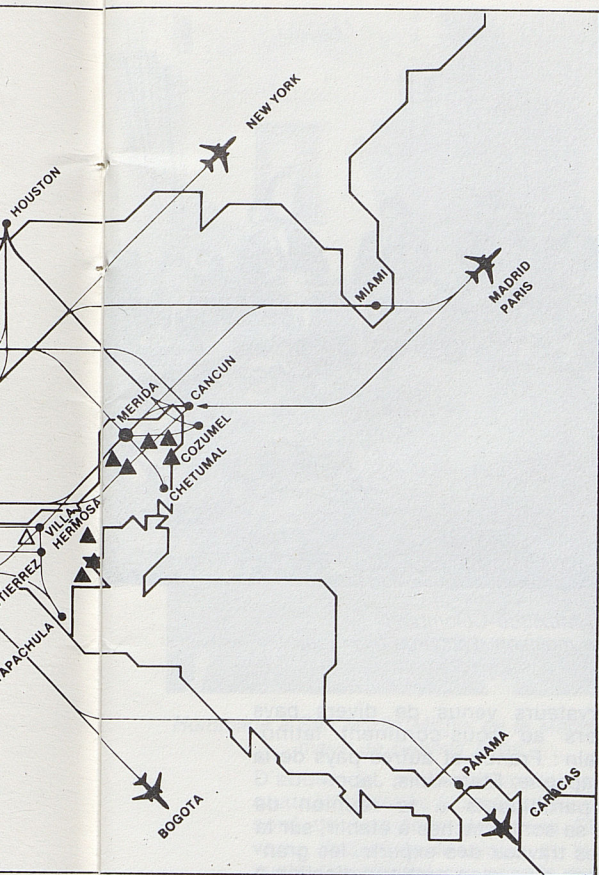 NEW YORK
HOUSTON
MIAMI
MADRID
PARIS
CANCUN
MERIDA
COZUMEL
CHETUMAL
VILLA
HERMOSA
TIERREZ
APACHULA
PANAMA
CARACAS
BOGOTA